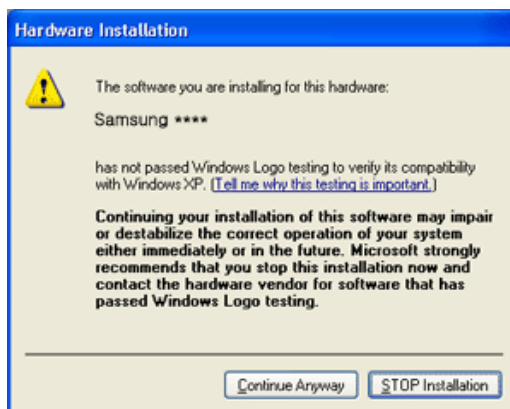 Hardware Installation
The software you are installing for this hardware:
Samsung ****
has not passed Windows Logo testing to verify its compatibility
with Windows XP. (Tell me why this testing is important.)
Continuing your installation of this software may impair
or destabilize the correct operation of your system
either immediately or in the future. Microsoft strongly
recommends that you stop this installation now and
contact the hardware vendor for software that has
passed Windows Logo testing.
Continue Anyway
STOP Installation